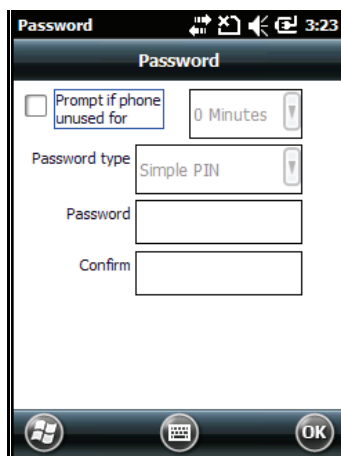 Password 3:23
Password
Prompt if phone
unused for
0 Minutes
Password type
Simple PIN
Password
Confirm
OK